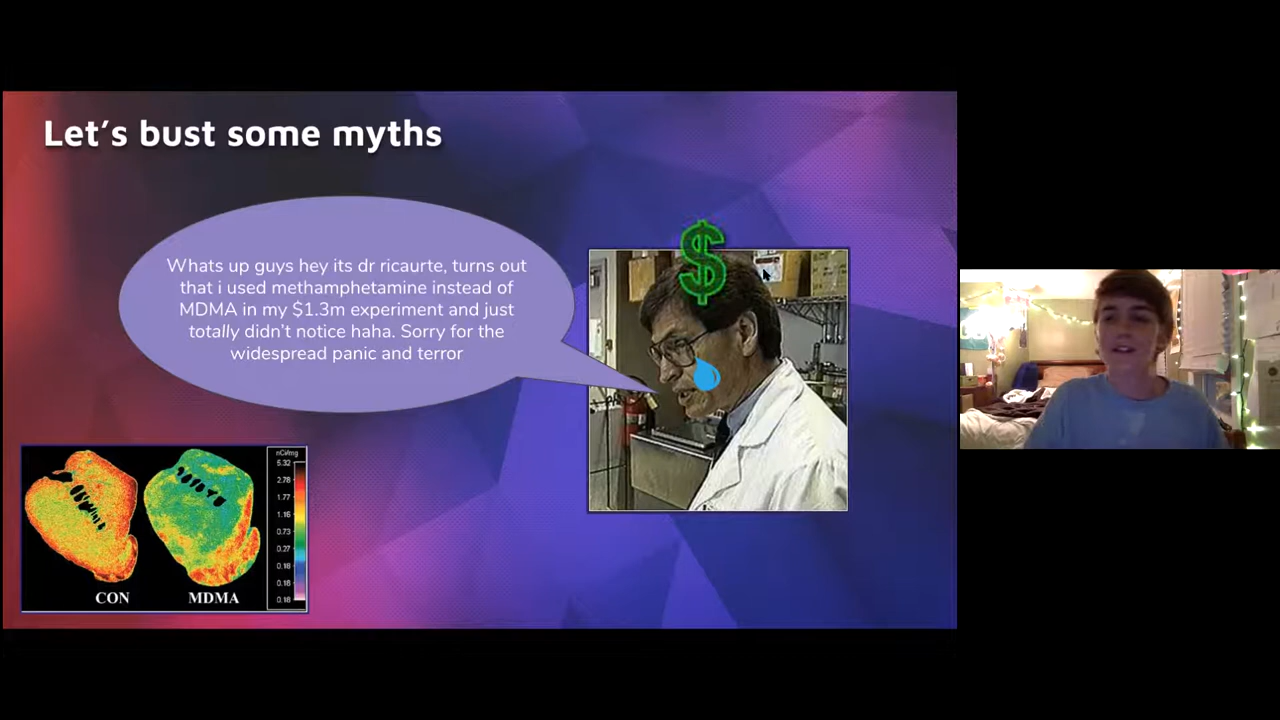 Let's bust some myths
Whats up guys hey its dr ricaurte, turns out
that i used methamphetamine instead of
MDMA in my $1.3m experiment and just
totally didn't notice haha. Sorry for the
widespread panic and terror
$
nCi/mg
5.32
2.78
1.77
1.16
0.73
0.27
0.18
0.18
0.18
CON MDMA